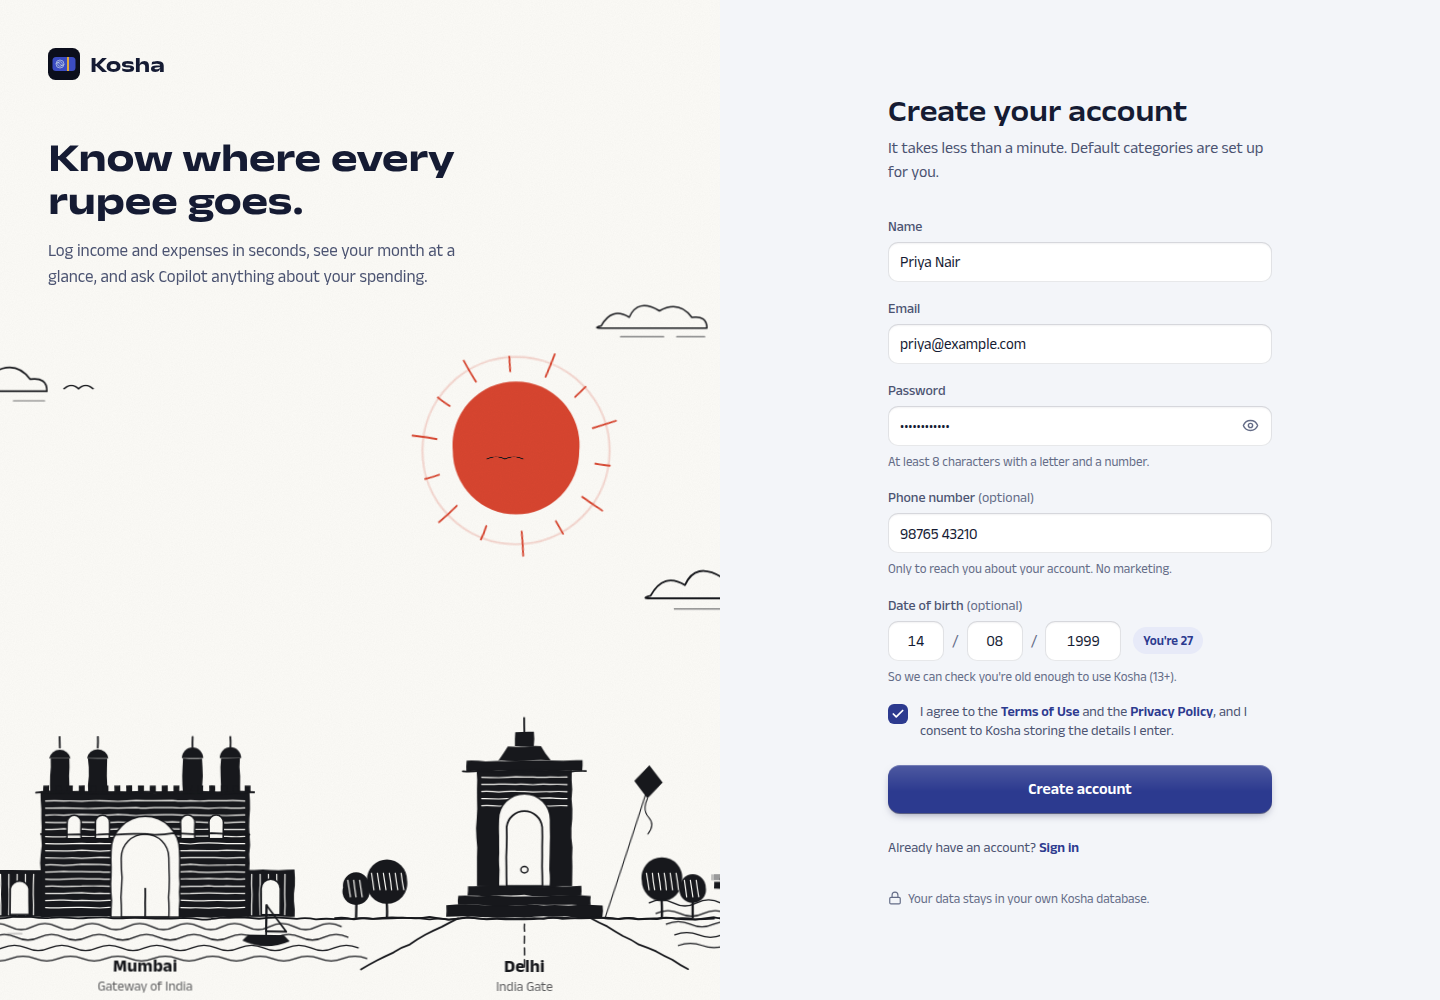 Kosha
Know where every
rupee goes.
Log income and expenses in seconds, see your month at a
glance, and ask Copilot anything about your spending.
Mumbai
Gateway of India
Delhi
India Gate
Create your account
It takes less than a minute. Default categories are set up
for you.
Name
Priya Nair
Email
priya@example.com
Password
••••••••••••
At least 8 characters with a letter and a number.
Phone number (optional)
98765 43210
Only to reach you about your account. No marketing.
Date of birth (optional)
14 / 08 / 1999 You're 27
So we can check you're old enough to use Kosha (13+).
I agree to the Terms of Use and the Privacy Policy, and I
consent to Kosha storing the details I enter.
Create account
Already have an account? Sign in
Your data stays in your own Kosha database.